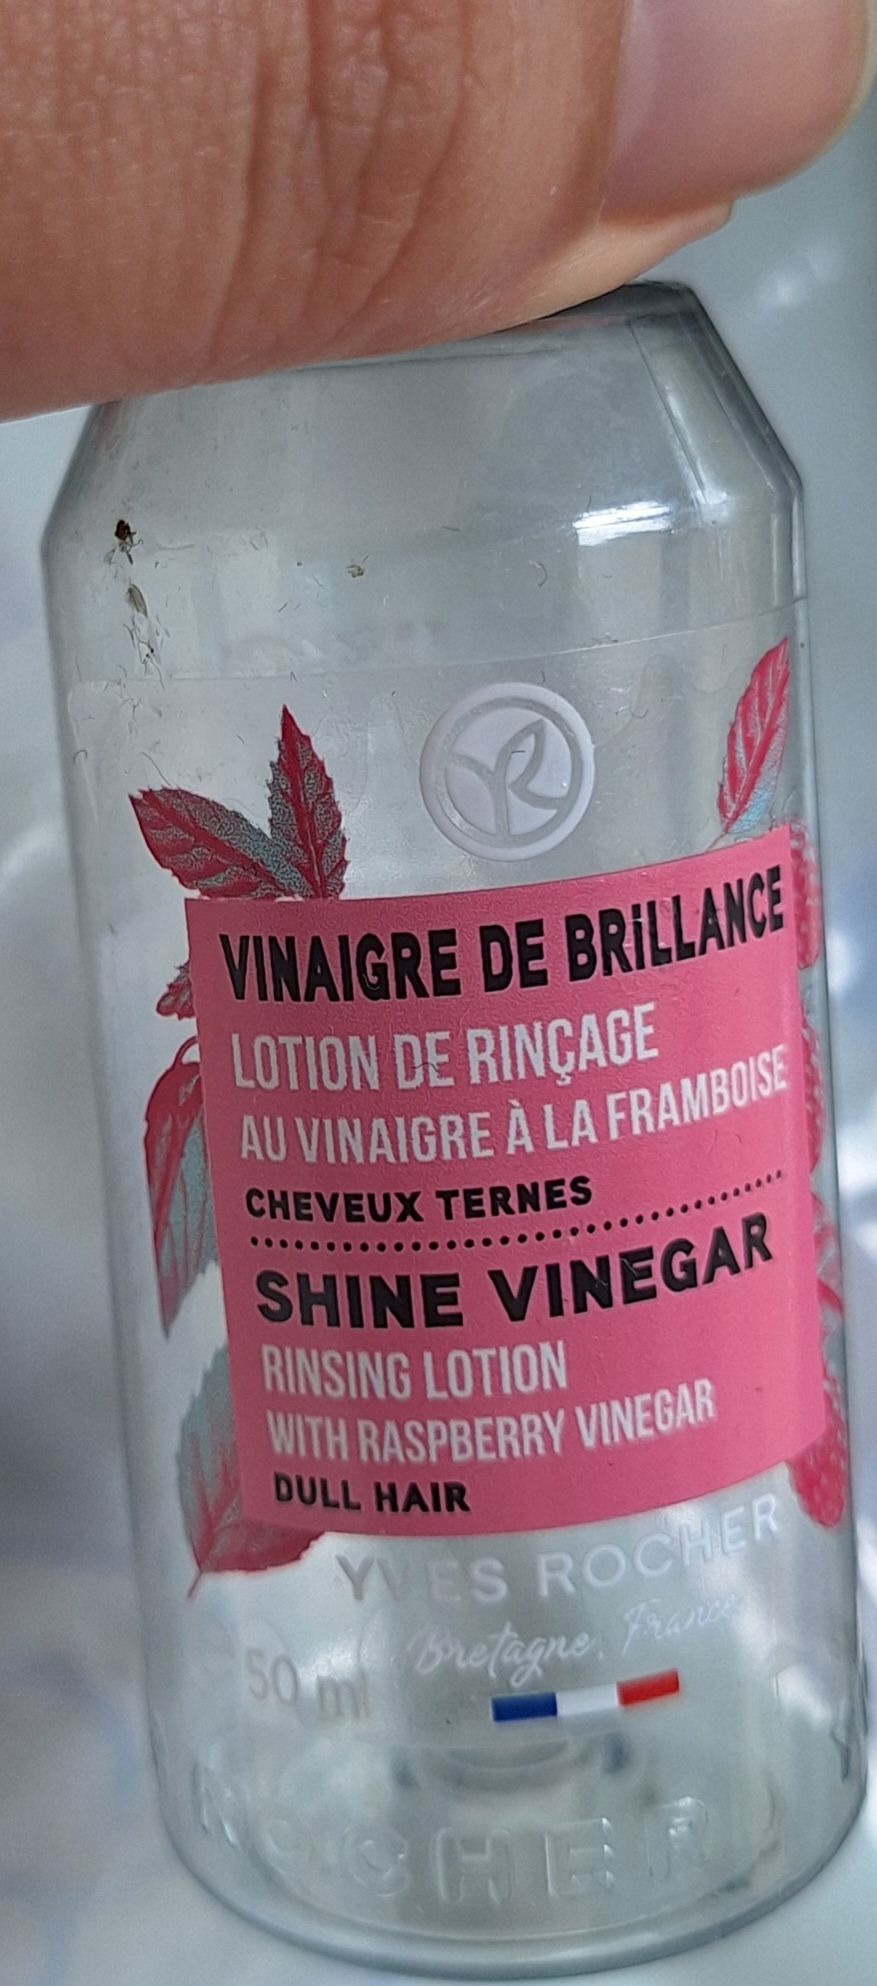 VINAIGRE DE BRILLANCE
LOTION DE RINÇAGE
AU VINAIGRE À LA FRAMBOISE
CHEVEUX TERNES
SHINE VINEGAR
RINSING LOTION
WITH RASPBERRY VINEGAR
DULL HAIR
YVES ROCHER
Bretagne, France
50 ml
ROCHER